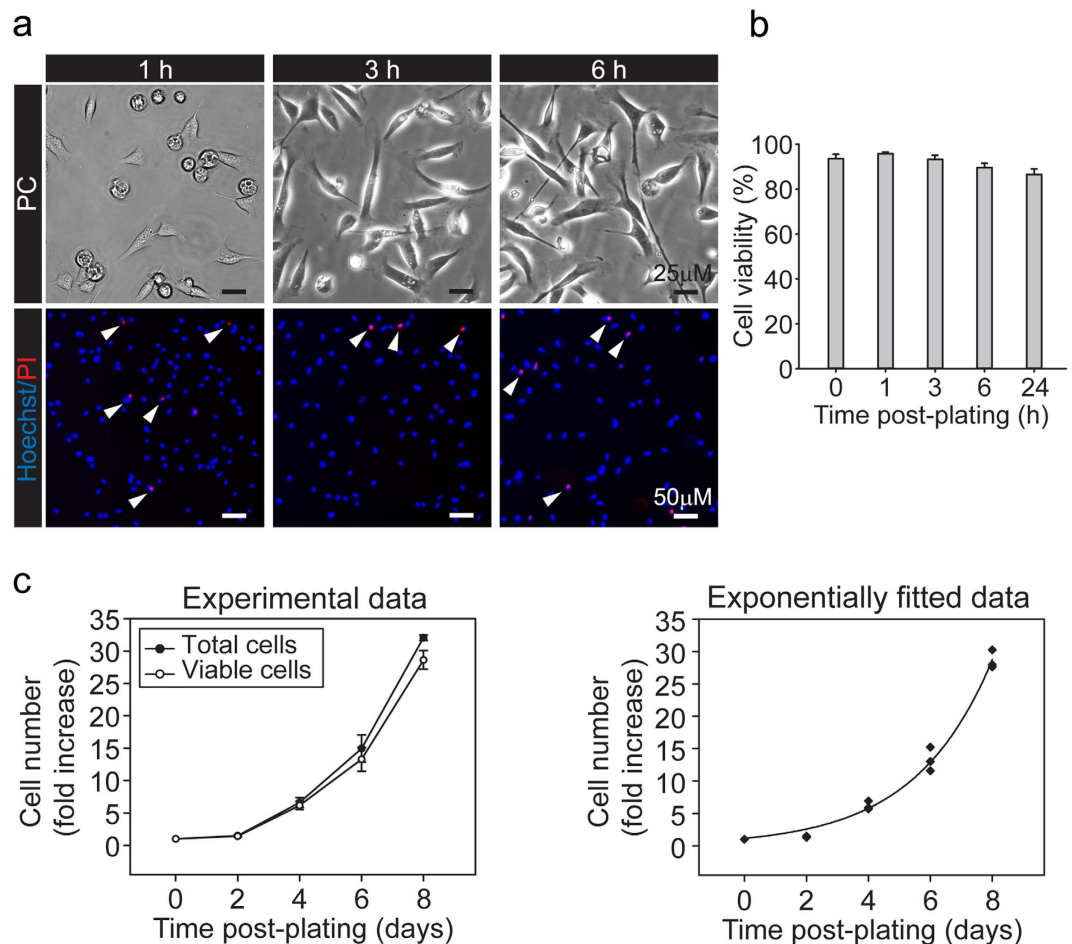 a
1 h
3 h
6 h
PC
25µM
Hoechst/PI
50µM
b
Cell viability (%)
100
80
60
40
20
0
0 1 3 6 24
Time post-plating (h)
c
Experimental data
Total cells
Viable cells
Cell number
(fold increase)
35
30
25
20
15
10
5
0
0 2 4 6 8
Time post-plating (days)
Exponentially fitted data
Cell number
(fold increase)
35
30
25
20
15
10
5
0
0 2 4 6 8
Time post-plating (days)